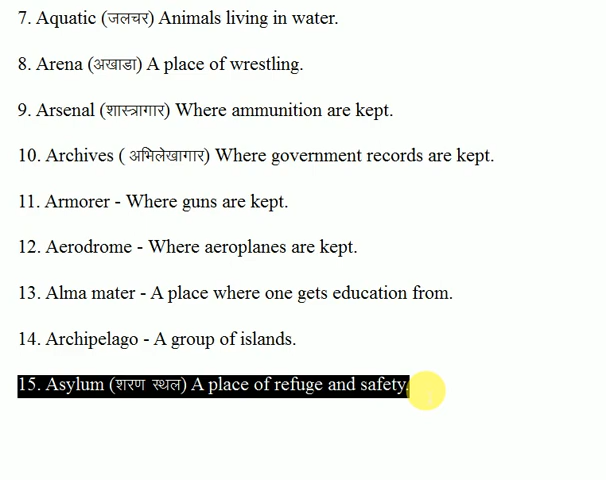 7. Aquatic (जलचर) Animals living in water.
8. Arena (अखाडा) A place of wrestling.
9. Arsenal (शास्त्रागार) Where ammunition are kept.
10. Archives ( अभिलेखागार) Where government records are kept.
11. Armorer - Where guns are kept.
12. Aerodrome - Where aeroplanes are kept.
13. Alma mater - A place where one gets education from.
14. Archipelago - A group of islands.
15. Asylum (शरण स्थल) A place of refuge and safety.